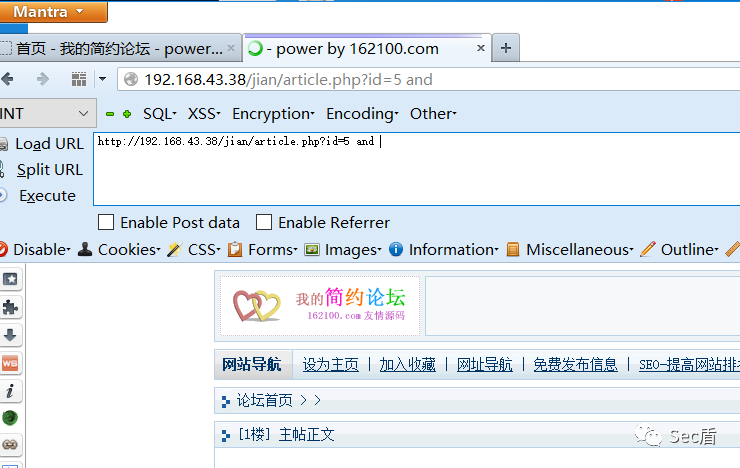 Mantra
首页 - 我的简约论坛 - power...
- power by 162100.com
192.168.43.38/jian/article.php?id=5 and
INT SQL XSS Encryption Encoding Other
Load URL
http://192.168.43.38/jian/article.php?id=5 and
Split URL
Execute
Enable Post data Enable Referrer
Disable Cookies CSS Forms Images Information Miscellaneous Outline
我的简约论坛
162100.com友情源码
网站导航 设为主页 | 加入收藏 | 网址导航 | 免费发布信息 | SEO-提高网站排
论坛首页 > >
[1楼] 主帖正文
WB
Sec盾